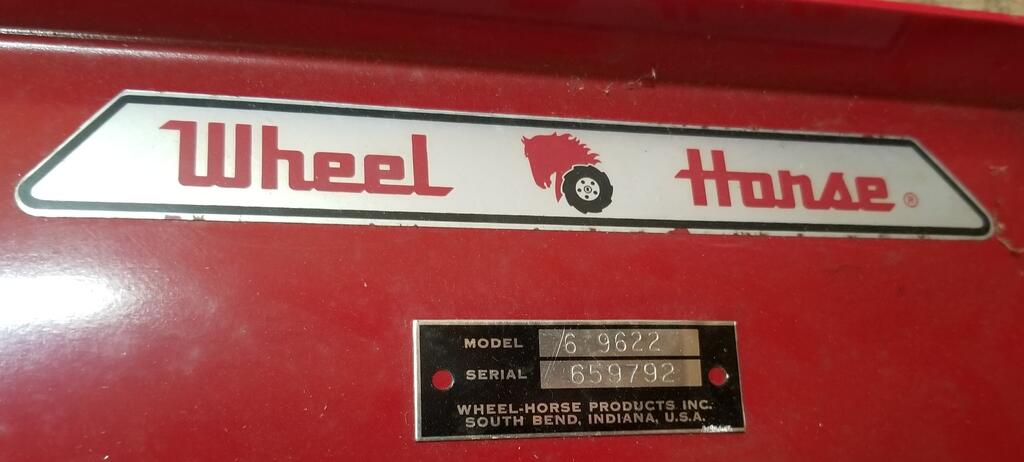 Wheel Horse ®
MODEL /6 9622
SERIAL 659792
WHEEL-HORSE PRODUCTS INC.
SOUTH BEND, INDIANA, U.S.A.